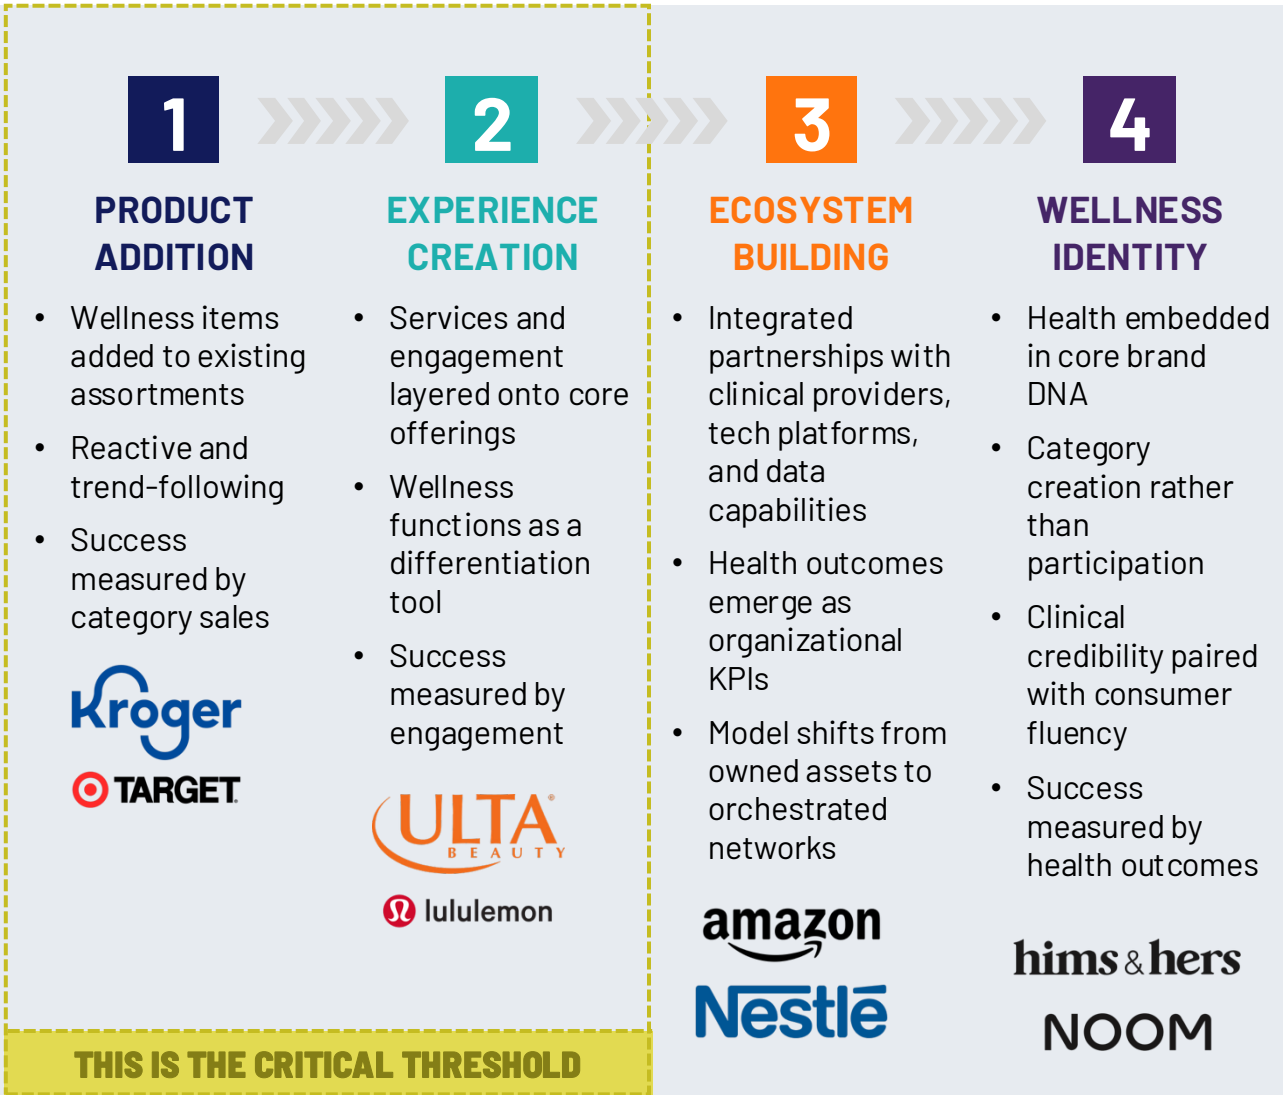 1
PRODUCT
ADDITION
• Wellness items
added to existing
assortments
• Reactive and
trend-following
• Success
measured by
category sales
Kroger
TARGET.
2
EXPERIENCE
CREATION
• Services and
engagement
layered onto core
offerings
• Wellness
functions as a
differentiation
tool
• Success
measured by
engagement
ULTA®
BEAUTY
lululemon
THIS IS THE CRITICAL THRESHOLD
3
ECOSYSTEM
BUILDING
• Integrated
partnerships with
clinical providers,
tech platforms,
and data
capabilities
• Health outcomes
emerge as
organizational
KPIs
• Model shifts from
owned assets to
orchestrated
networks
amazon
Nestlé
4
WELLNESS
IDENTITY
• Health embedded
in core brand
DNA
• Category
creation rather
than
participation
• Clinical
credibility paired
with consumer
fluency
• Success
measured by
health outcomes
hims & hers
NOOM